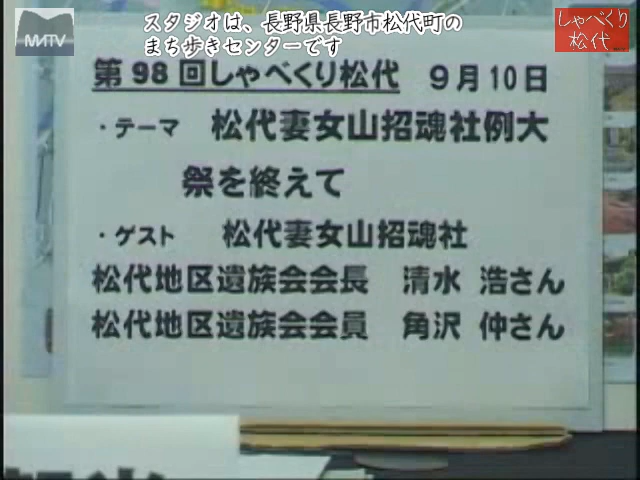 MATV
スタジオは、長野県長野市松代町の
まち歩きセンターです
しゃべくり
松代
第98回しゃべくり松代 9月10日
・テーマ 松代妻女山招魂社例大
祭を終えて
・ゲスト 松代妻女山招魂社
松代地区遺族会会長 清水 浩さん
松代地区遺族会会員 角沢 仲さん